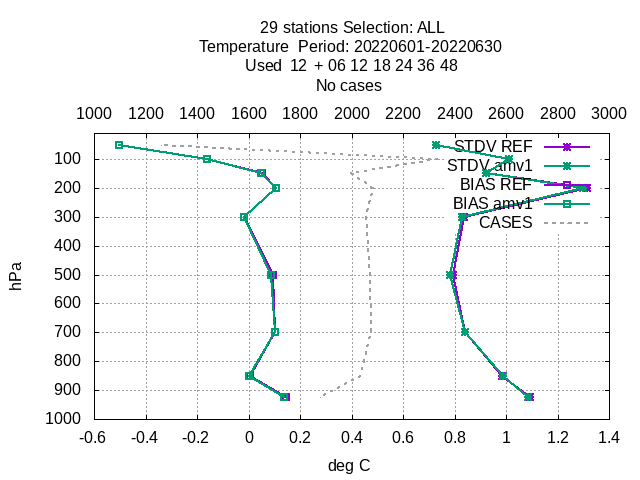 29 stations Selection: ALL
Temperature Period: 20220601-20220630
Used 12 + 06 12 18 24 36 48
No cases
1000 1200 1400 1600 1800 2000 2200 2400 2600 2800 3000
STDV REF
STDV amv1
BIAS REF
BIAS amv1
CASES
100
200
300
400
500
600
700
800
900
1000
hPa
-0.6 -0.4 -0.2 0 0.2 0.4 0.6 0.8 1 1.2 1.4
deg C